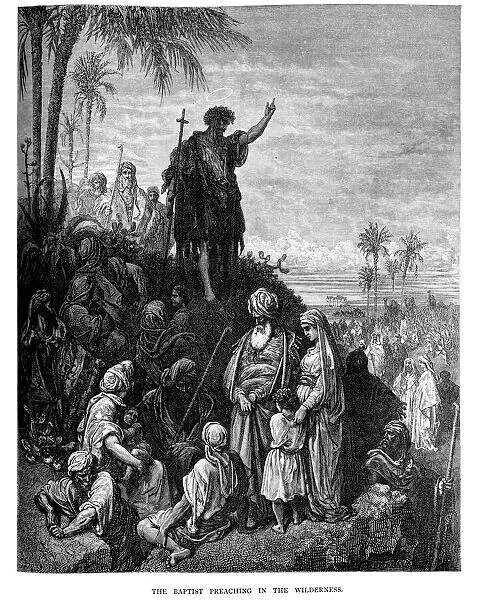 THE BAPTIST PREACHING IN THE WILDERNESS.